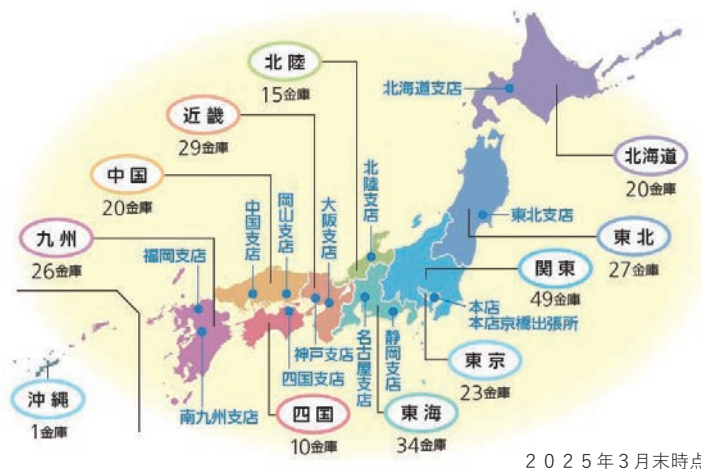 北陸
15金庫
近畿
29金庫
中国
20金庫
九州
26金庫
北海道支店
北海道
20金庫
東北支店
東北
27金庫
関東
49金庫
本店
本店京橋出張所
東京
23金庫
東海
34金庫
四国
10金庫
沖縄
1金庫
福岡支店
中国支店
岡山支店
大阪支店
北陸支店
神戸支店
四国支店
名古屋支店
静岡支店
南九州支店
2025年3月末時点